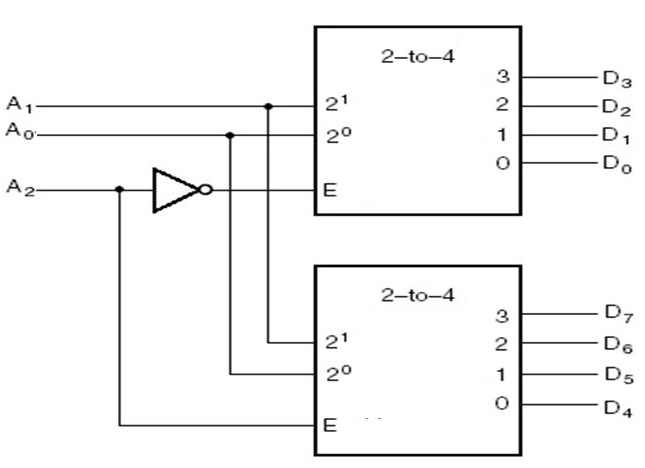 2-to-4
3 D3
A1 2¹ 2 D2
A0 2⁰ 1 D1
0 D0
A2 E
2-to-4
3 D7
2¹ 2 D6
2⁰ 1 D5
0 D4
E